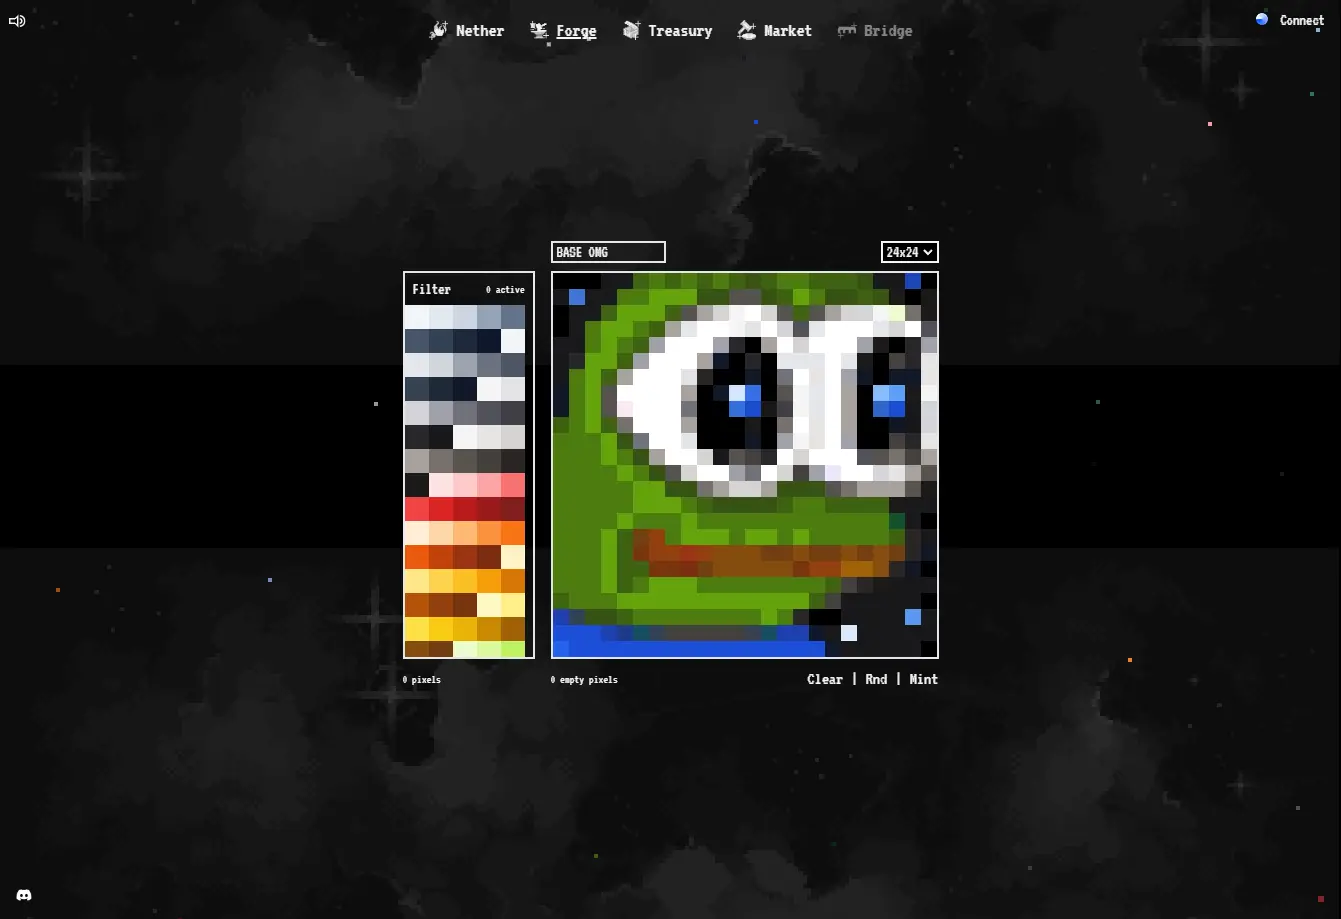 Nether Forge Treasury Market Bridge
Connect
BASE OMG
24x24
Filter 0 active
0 pixels
0 empty pixels
Clear | Rnd | Mint